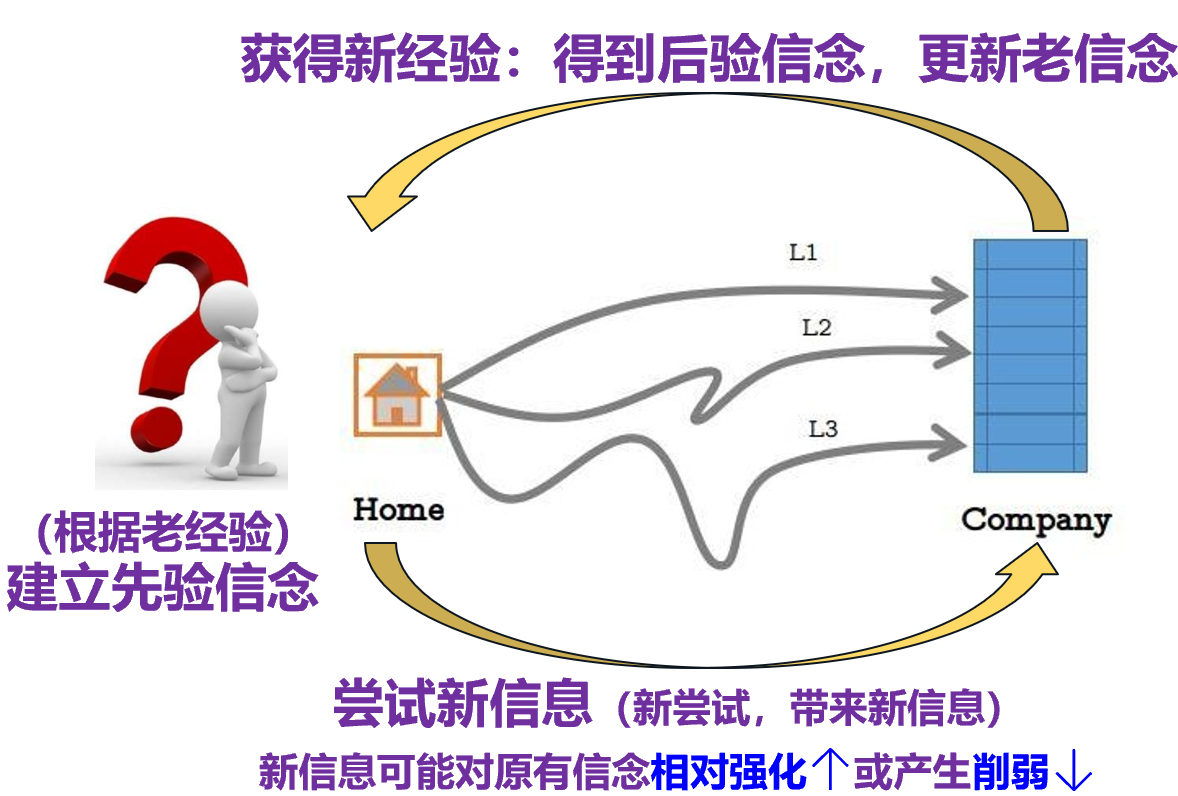 获得新经验：得到后验信念，更新老信念
L1
L2
L3
Home
Company
（根据老经验）
建立先验信念
尝试新信息（新尝试，带来新信息）
新信息可能对原有信念相对强化↑或产生削弱↓